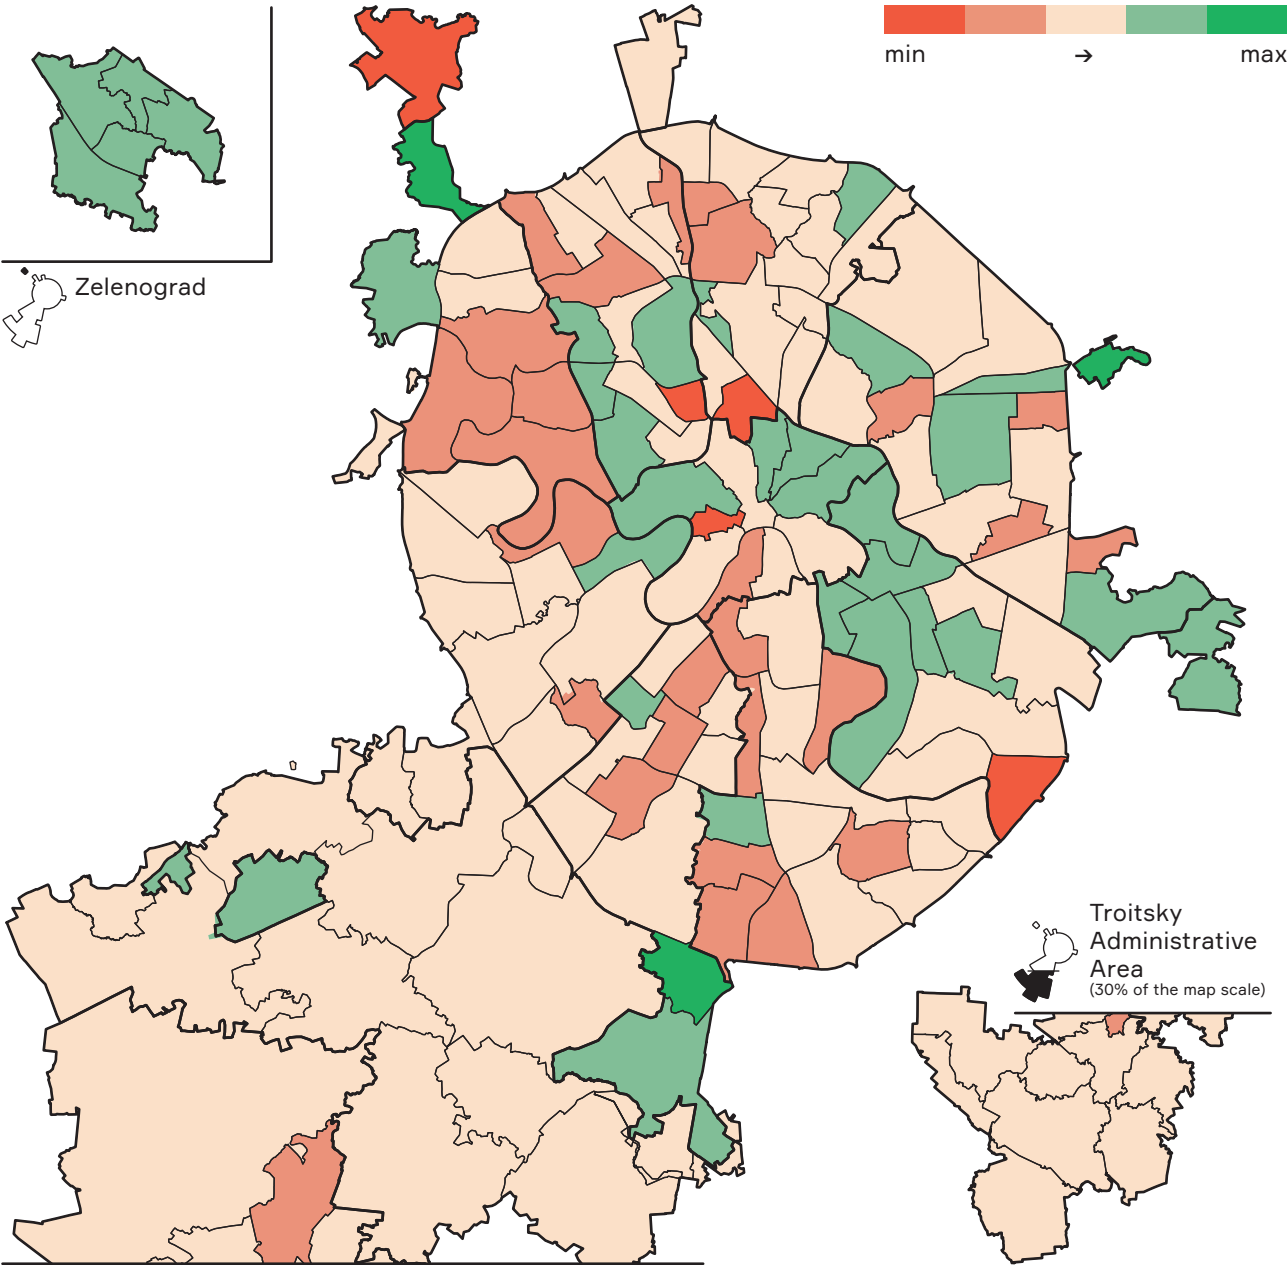 min → max
Zelenograd
Troitsky
Administrative
Area
(30% of the map scale)